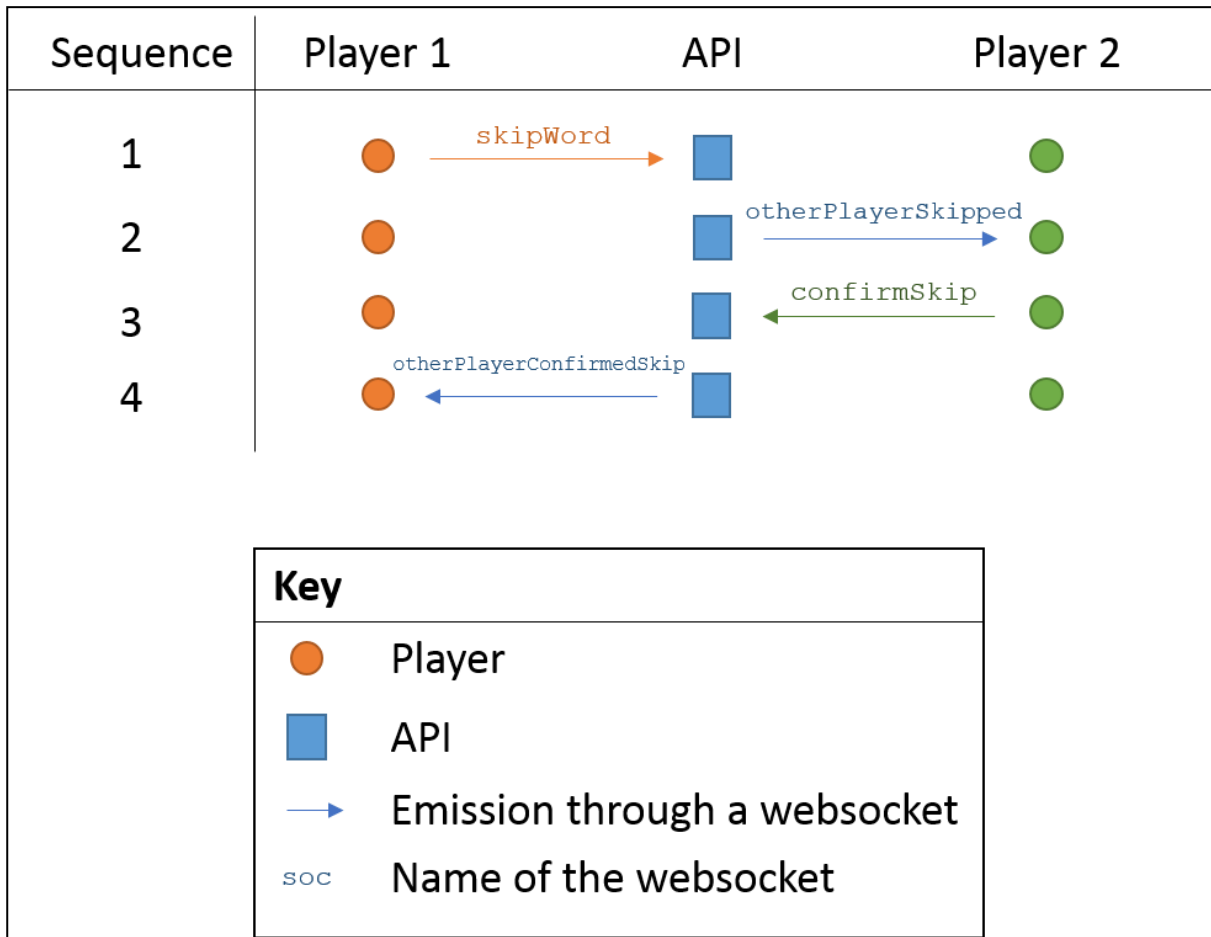 Sequence Player 1 API Player 2
1 skipWord
otherPlayerSkipped
2
confirmSkip
3
otherPlayerConfirmedSkip
4
Key
Player
API
Emission through a websocket
soc Name of the websocket